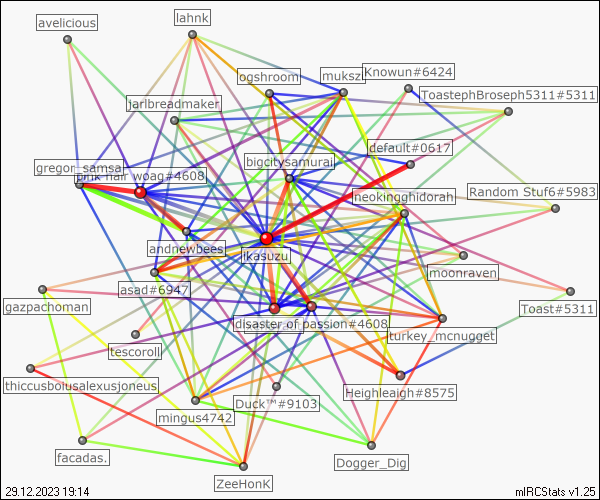 lahnk
avelicious
ogshroom
muksz
Knowun#6424
ToastephBroseph5311#5311
jarlbreadmaker
default#0617
bigcitysamurai
gregor_samsa
pink hair woag#4608
neokingghidorah
Random Stuf6#5983
andnewbees
ikasuzu
moonraven
asad#6947
gazpachoman
Toast#5311
disaster of passion#4608
turkey_mcnugget
tescoroll
thiccusboiusalexusjoneus
Heighleaigh#8575
Duck™#9103
mingus4742
facadas.
Dogger_Dig
ZeeHonK
29.12.2023 19:14
mIRCStats v1.25